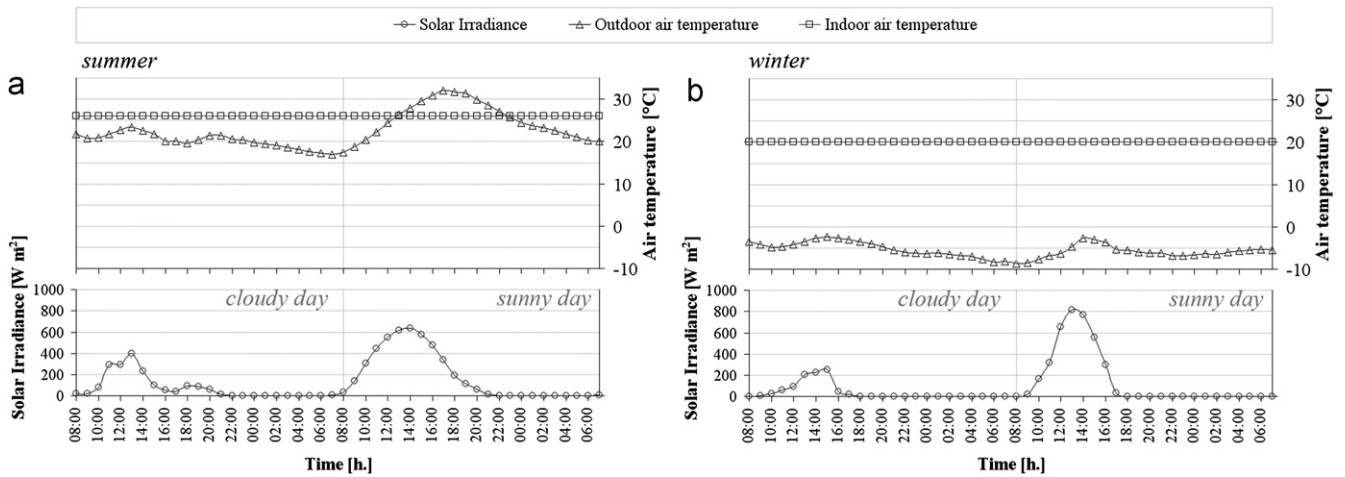 Solar Irradiance Outdoor air temperature Indoor air temperature
a
summer
30
20
10
0
-10
Air temperature [°C]
Solar Irradiance [W m²]
1000
800
600
400
200
0
cloudy day sunny day
08:00 10:00 12:00 14:00 16:00 18:00 20:00 22:00 00:00 02:00 04:00 06:00 08:00 10:00 12:00 14:00 16:00 18:00 20:00 22:00 00:00 02:00 04:00 06:00
Time [h.]
b
winter
30
20
10
0
-10
Air temperature [°C]
Solar Irradiance [W m²]
1000
800
600
400
200
0
cloudy day sunny day
08:00 10:00 12:00 14:00 16:00 18:00 20:00 22:00 00:00 02:00 04:00 06:00 08:00 10:00 12:00 14:00 16:00 18:00 20:00 22:00 00:00 02:00 04:00 06:00
Time [h.]